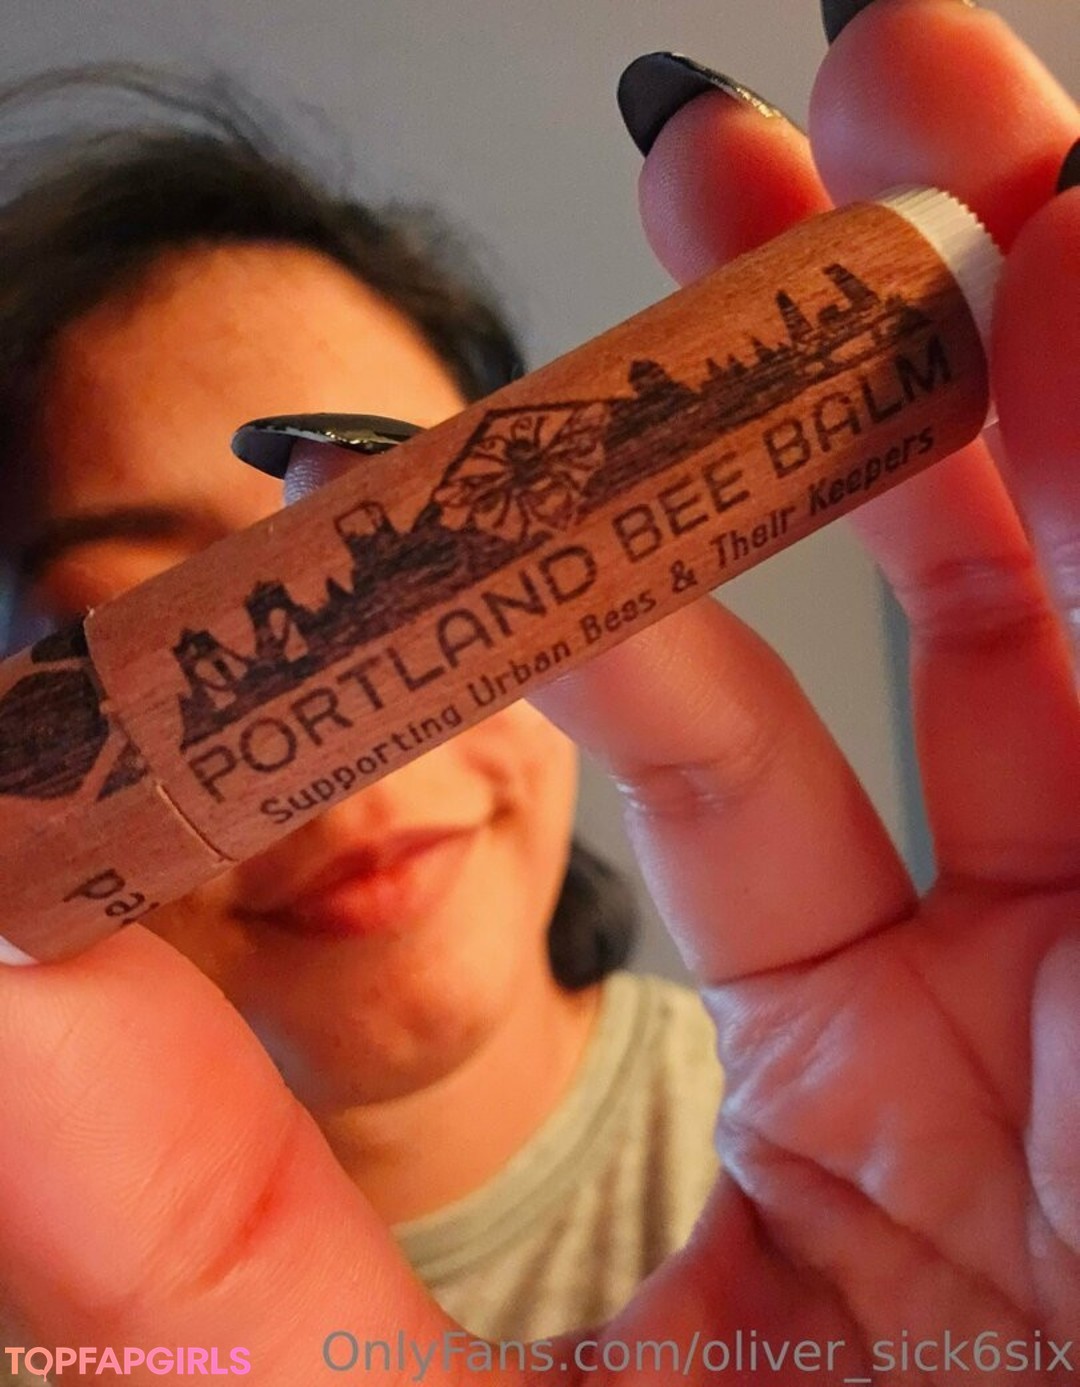 PORTLAND BEE BALM
Supporting Urban Bees & Their Keepers
TOPFAPGIRLS
OnlyFans.com/oliver_sick6six